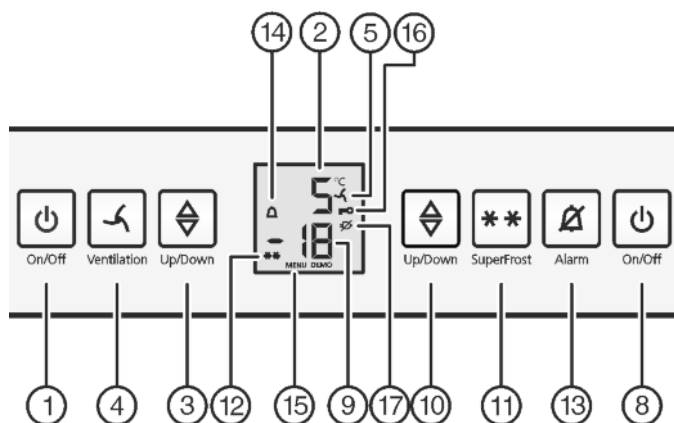 14 2 5 16
5 °C
-18
MENU DEMO
On/Off Ventilation Up/Down Up/Down SuperFrost Alarm On/Off
1 4 3 12 15 9 17 10 11 13 8